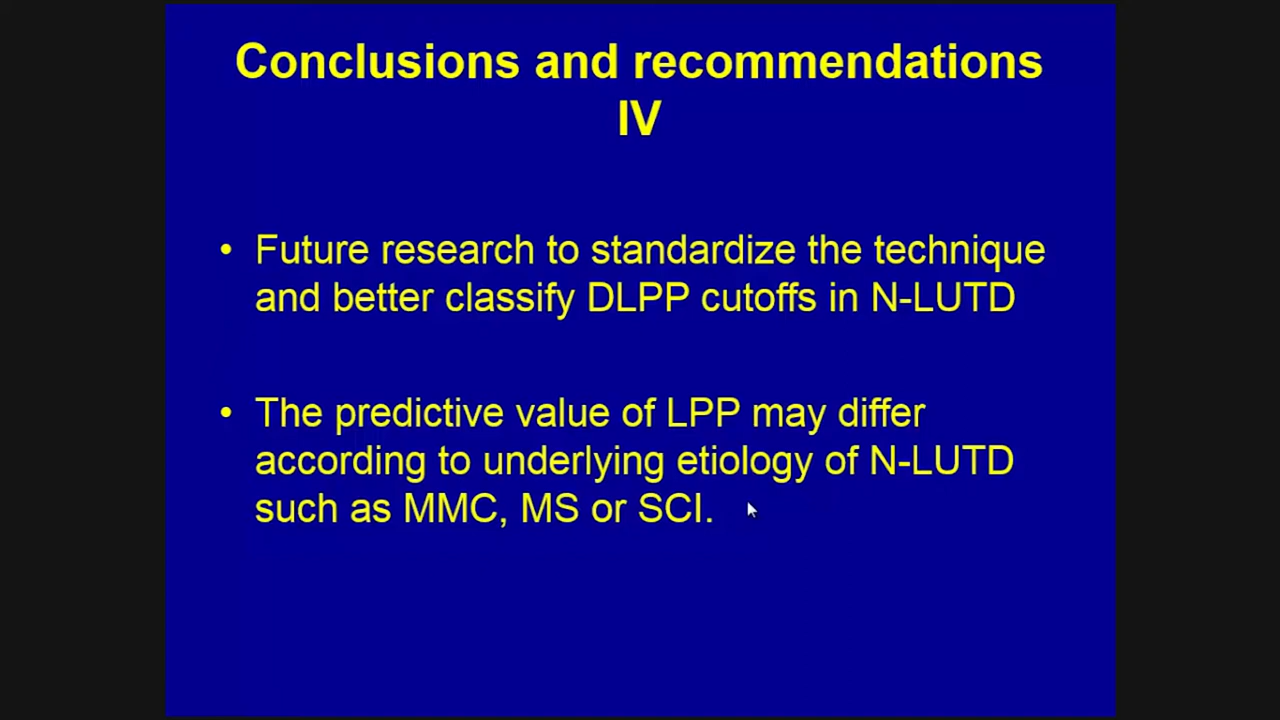 Conclusions and recommendations
IV
• Future research to standardize the technique
and better classify DLPP cutoffs in N-LUTD
• The predictive value of LPP may differ
according to underlying etiology of N-LUTD
such as MMC, MS or SCI.